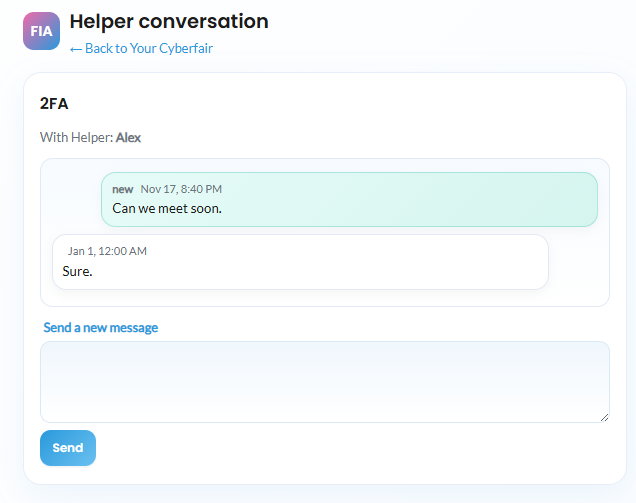 FIA
Helper conversation
← Back to Your Cyberfair
2FA
With Helper: Alex
new Nov 17, 8:40 PM
Can we meet soon.
Jan 1, 12:00 AM
Sure.
Send a new message
Send